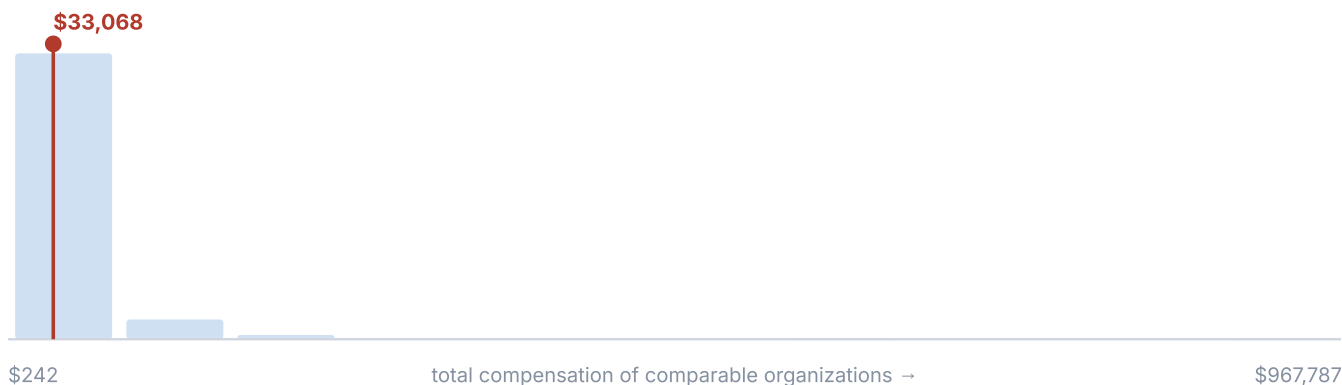 $33,068
$242
total compensation of comparable organizations →
$967,787